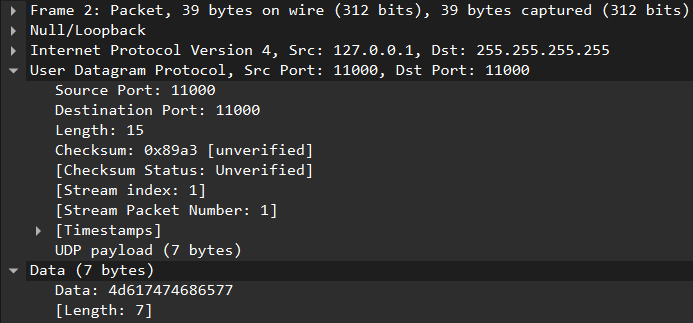 Frame 2: Packet, 39 bytes on wire (312 bits), 39 bytes captured (312 bits)
Null/Loopback
Internet Protocol Version 4, Src: 127.0.0.1, Dst: 255.255.255.255
User Datagram Protocol, Src Port: 11000, Dst Port: 11000
Source Port: 11000
Destination Port: 11000
Length: 15
Checksum: 0x89a3 [unverified]
[Checksum Status: Unverified]
[Stream index: 1]
[Stream Packet Number: 1]
[Timestamps]
UDP payload (7 bytes)
Data (7 bytes)
Data: 4d617474686577
[Length: 7]